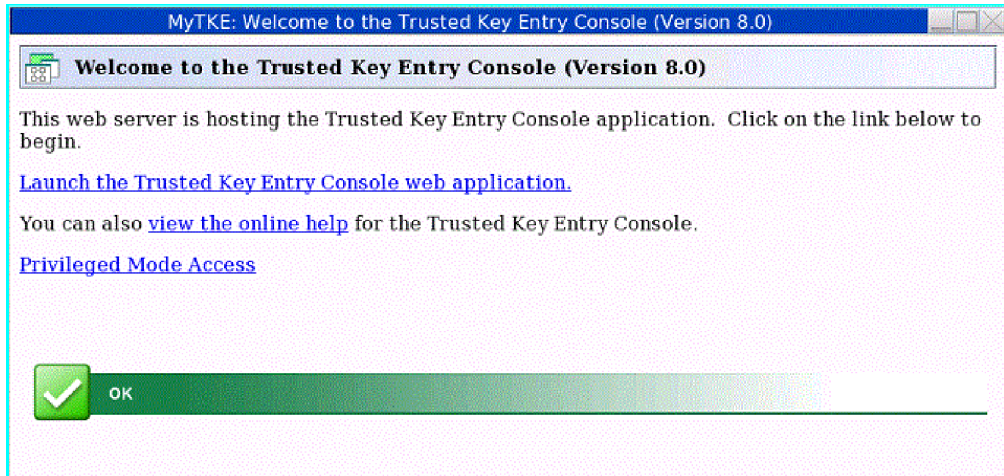 MyTKE: Welcome to the Trusted Key Entry Console (Version 8.0)
Welcome to the Trusted Key Entry Console (Version 8.0)
This web server is hosting the Trusted Key Entry Console application. Click on the link below to
begin.
Launch the Trusted Key Entry Console web application.
You can also view the online help for the Trusted Key Entry Console.
Privileged Mode Access
OK